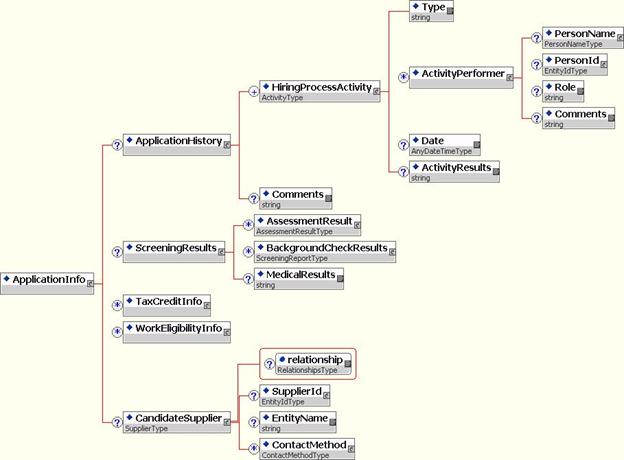 Type
string
? PersonName
PersonNameType
* ActivityPerformer
? PersonId
EntityIdType
+ HiringProcessActivity
ActivityType
? Role
string
? Comments
string
? ApplicationHistory
? Date
AnyDateTimeType
? ActivityResults
string
? Comments
string
* AssessmentResult
AssessmentResultType
? ScreeningResults
* BackgroundCheckResults
ScreeningReportType
? MedicalResults
string
ApplicationInfo
* TaxCreditInfo
* WorkEligibilityInfo
? relationship
RelationshipsType
? SupplierId
EntityIdType
? CandidateSupplier
SupplierType
? EntityName
string
* ContactMethod
ContactMethodType